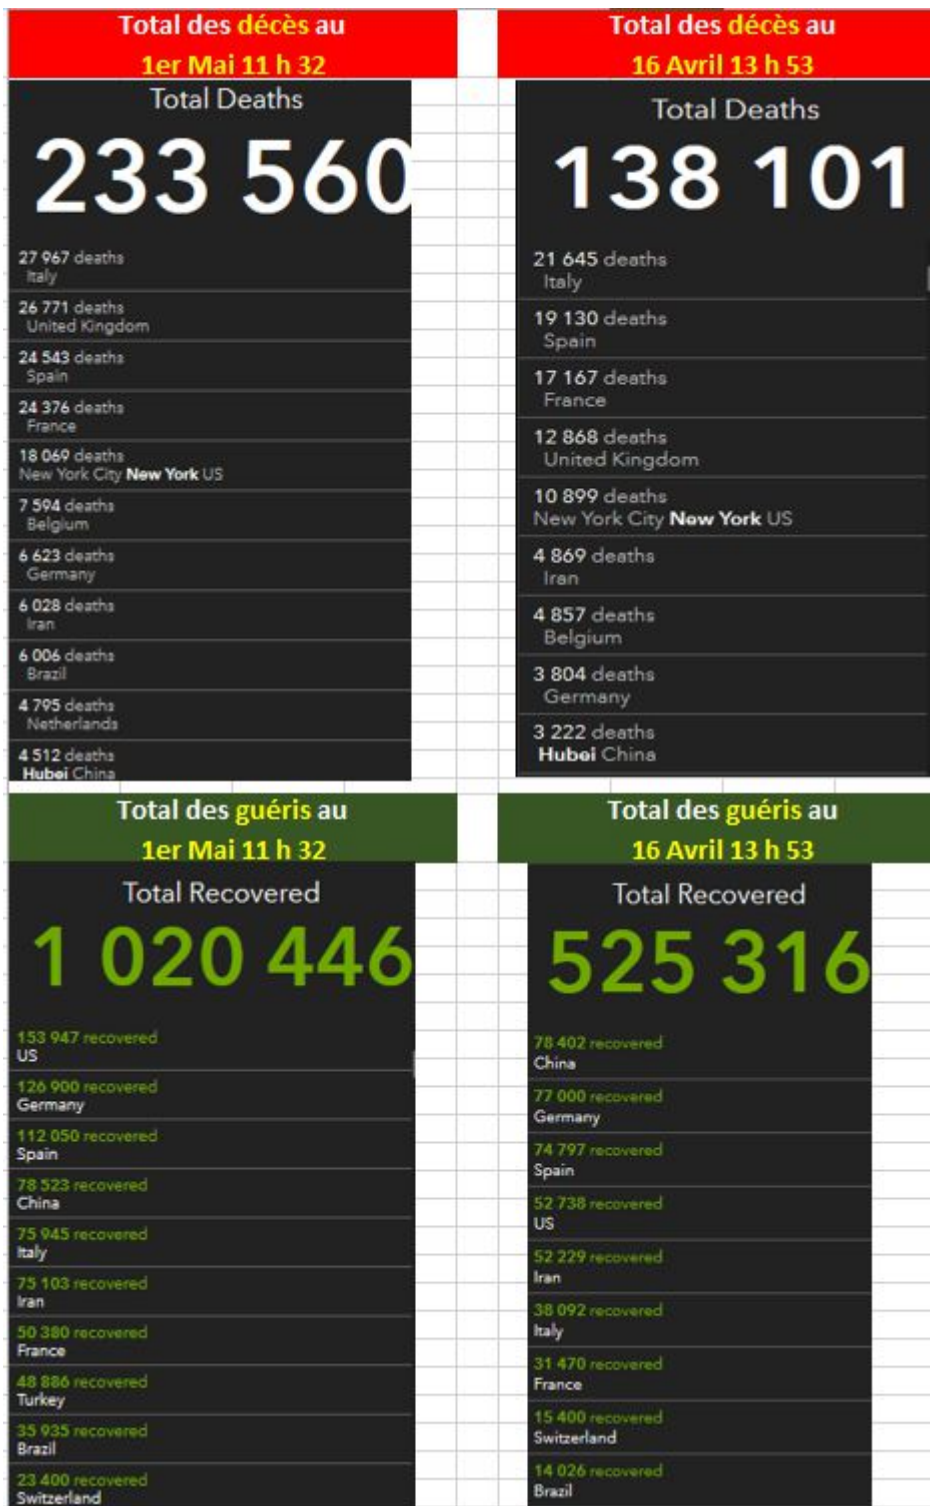 Total des décès au
1er Mai 11 h 32
Total Deaths
233 560
27 967 deaths
Italy
26 771 deaths
United Kingdom
24 543 deaths
Spain
24 376 deaths
France
18 069 deaths
New York City New York US
7 594 deaths
Belgium
6 623 deaths
Germany
6 028 deaths
Iran
6 006 deaths
Brazil
4 795 deaths
Netherlands
4 512 deaths
Hubei China
Total des décès au
16 Avril 13 h 53
Total Deaths
138 101
21 645 deaths
Italy
19 130 deaths
Spain
17 167 deaths
France
12 868 deaths
United Kingdom
10 899 deaths
New York City New York US
4 869 deaths
Iran
4 857 deaths
Belgium
3 804 deaths
Germany
3 222 deaths
Hubei China
Total des guéris au
1er Mai 11 h 32
Total Recovered
1 020 446
153 947 recovered
US
126 900 recovered
Germany
112 050 recovered
Spain
78 523 recovered
China
75 945 recovered
Italy
75 103 recovered
Iran
50 380 recovered
France
48 886 recovered
Turkey
35 935 recovered
Brazil
23 400 recovered
Switzerland
Total des guéris au
16 Avril 13 h 53
Total Recovered
525 316
78 402 recovered
China
77 000 recovered
Germany
74 797 recovered
Spain
52 738 recovered
US
52 229 recovered
Iran
38 092 recovered
Italy
31 470 recovered
France
15 400 recovered
Switzerland
14 026 recovered
Brazil